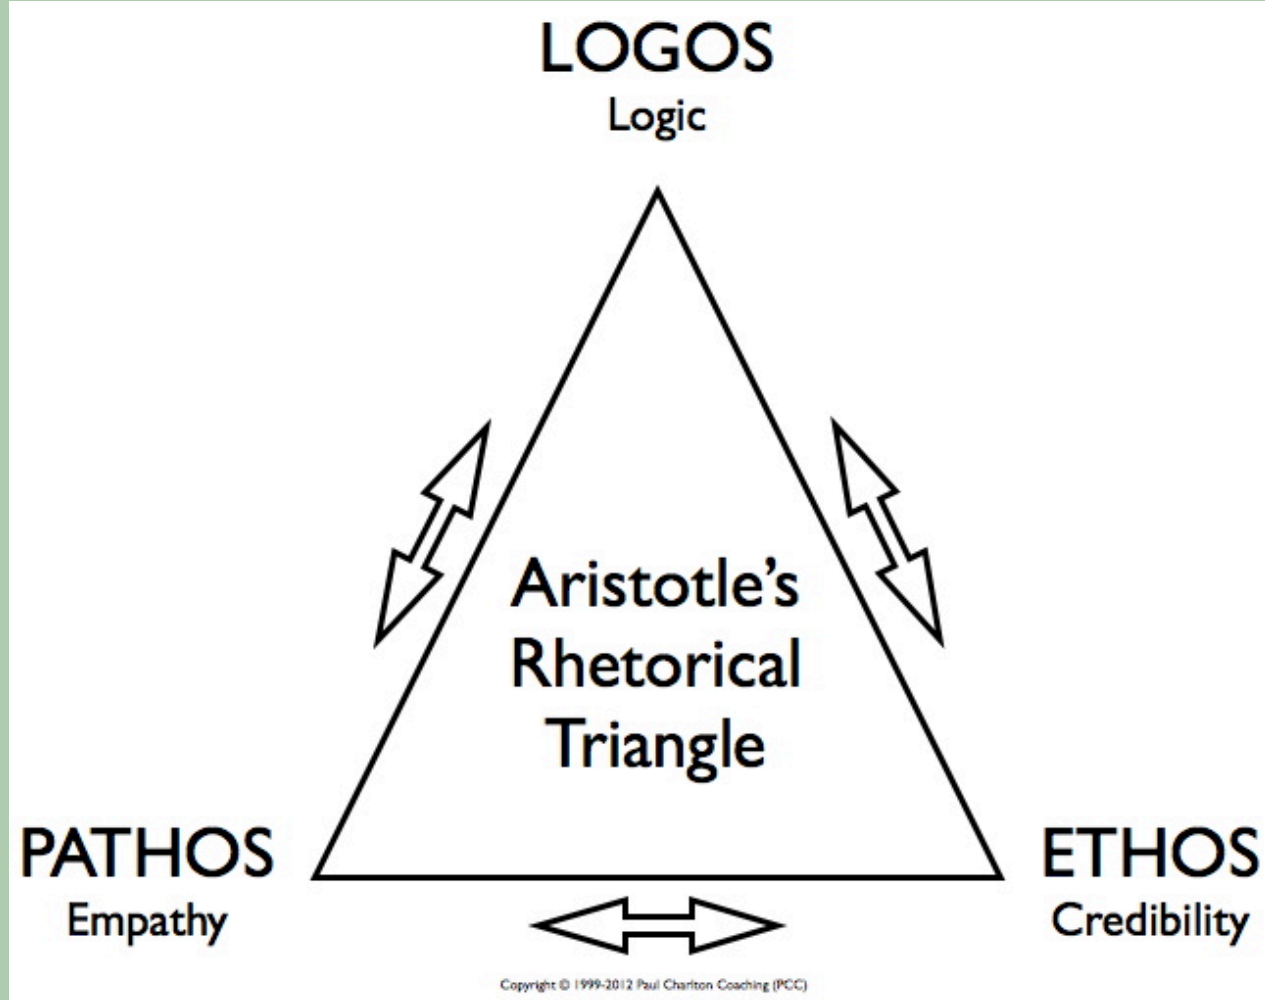 LOGOS
Logic
Aristotle’s
Rhetorical
Triangle
PATHOS
Empathy
ETHOS
Credibility
Copyright © 1999-2012 Paul Charlton Coaching (PCC)